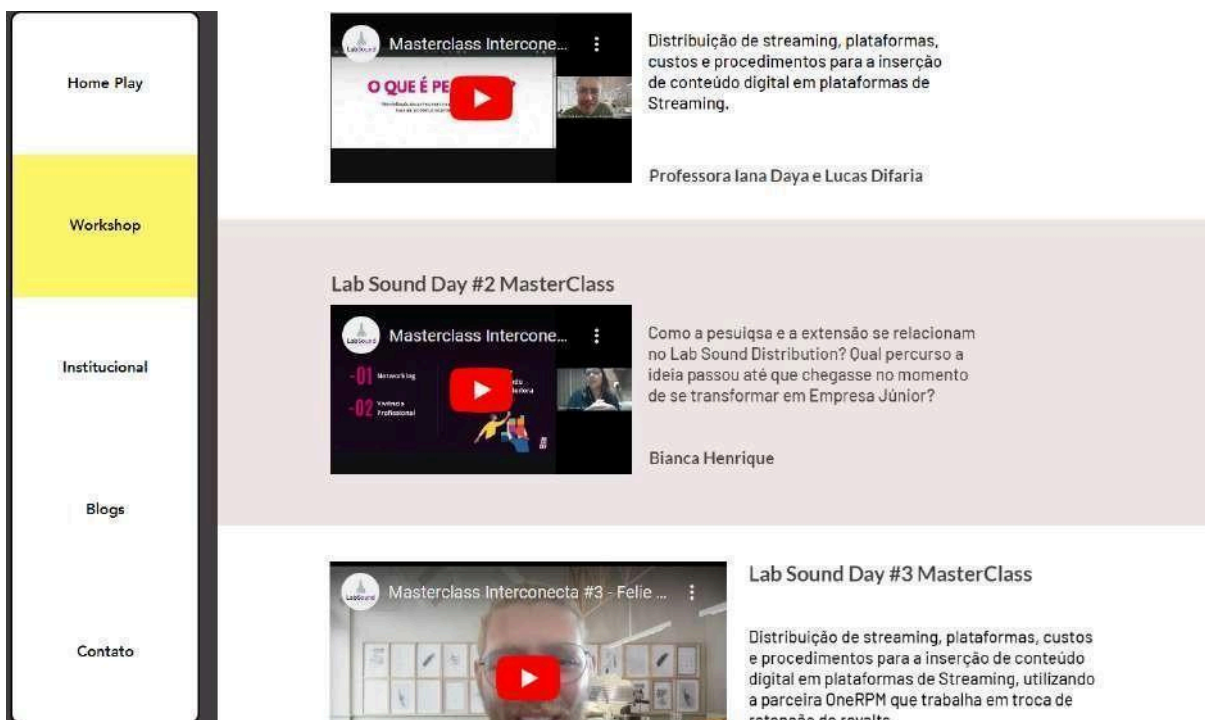 Home Play
Workshop
Institucional
Blogs
Contato
Masterclass Intercone...
O QUE É PE
Distribuição de streaming, plataformas,
custos e procedimentos para a inserção
de conteúdo digital em plataformas de
Streaming.
Professora Iana Daya e Lucas Difaria
Lab Sound Day #2 MasterClass
LabSound
Masterclass Intercone...
-01 Networking
-02 Vivência
Profissional
Como a pesuiqsa e a extensão se relacionam
no Lab Sound Distribution? Qual percurso a
ideia passou até que chegasse no momento
de se transformar em Empresa Júnior?
Bianca Henrique
LabSound
Masterclass Interconecta #3 - Felie ...
Lab Sound Day #3 MasterClass
Distribuição de streaming, plataformas, custos
e procedimentos para a inserção de conteúdo
digital em plataformas de Streaming, utilizando
a parceira OneRPM que trabalha em troca de